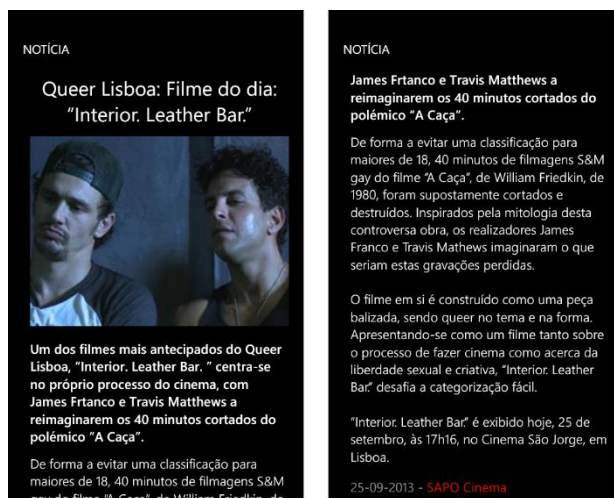 NOTÍCIA
Queer Lisboa: Filme do dia:
“Interior. Leather Bar.”
Um dos filmes mais antecipados do Queer
Lisboa, “Interior. Leather Bar. ” centra-se
no próprio processo do cinema, com
James Frtanco e Travis Matthews a
reimaginarem os 40 minutos cortados do
polémico “A Caça”.
De forma a evitar uma classificação para
maiores de 18, 40 minutos de filmagens S&M
gay do filme “A Caça”, de William Friedkin, de
NOTÍCIA
James Frtanco e Travis Matthews a
reimaginarem os 40 minutos cortados do
polémico “A Caça”.
De forma a evitar uma classificação para
maiores de 18, 40 minutos de filmagens S&M
gay do filme “A Caça”, de William Friedkin, de
1980, foram supostamente cortados e
destruídos. Inspirados pela mitologia desta
controversa obra, os realizadores James
Franco e Travis Mathews imaginaram o que
seriam estas gravações perdidas.
O filme em si é construído como uma peça
balizada, sendo queer no tema e na forma.
Apresentando-se como um filme tanto sobre
o processo de fazer cinema como acerca da
liberdade sexual e criativa, “Interior. Leather
Bar.” desafia a categorização fácil.
“Interior. Leather Bar.” é exibido hoje, 25 de
setembro, às 17h16, no Cinema São Jorge, em
Lisboa.
25-09-2013 - SAPO Cinema